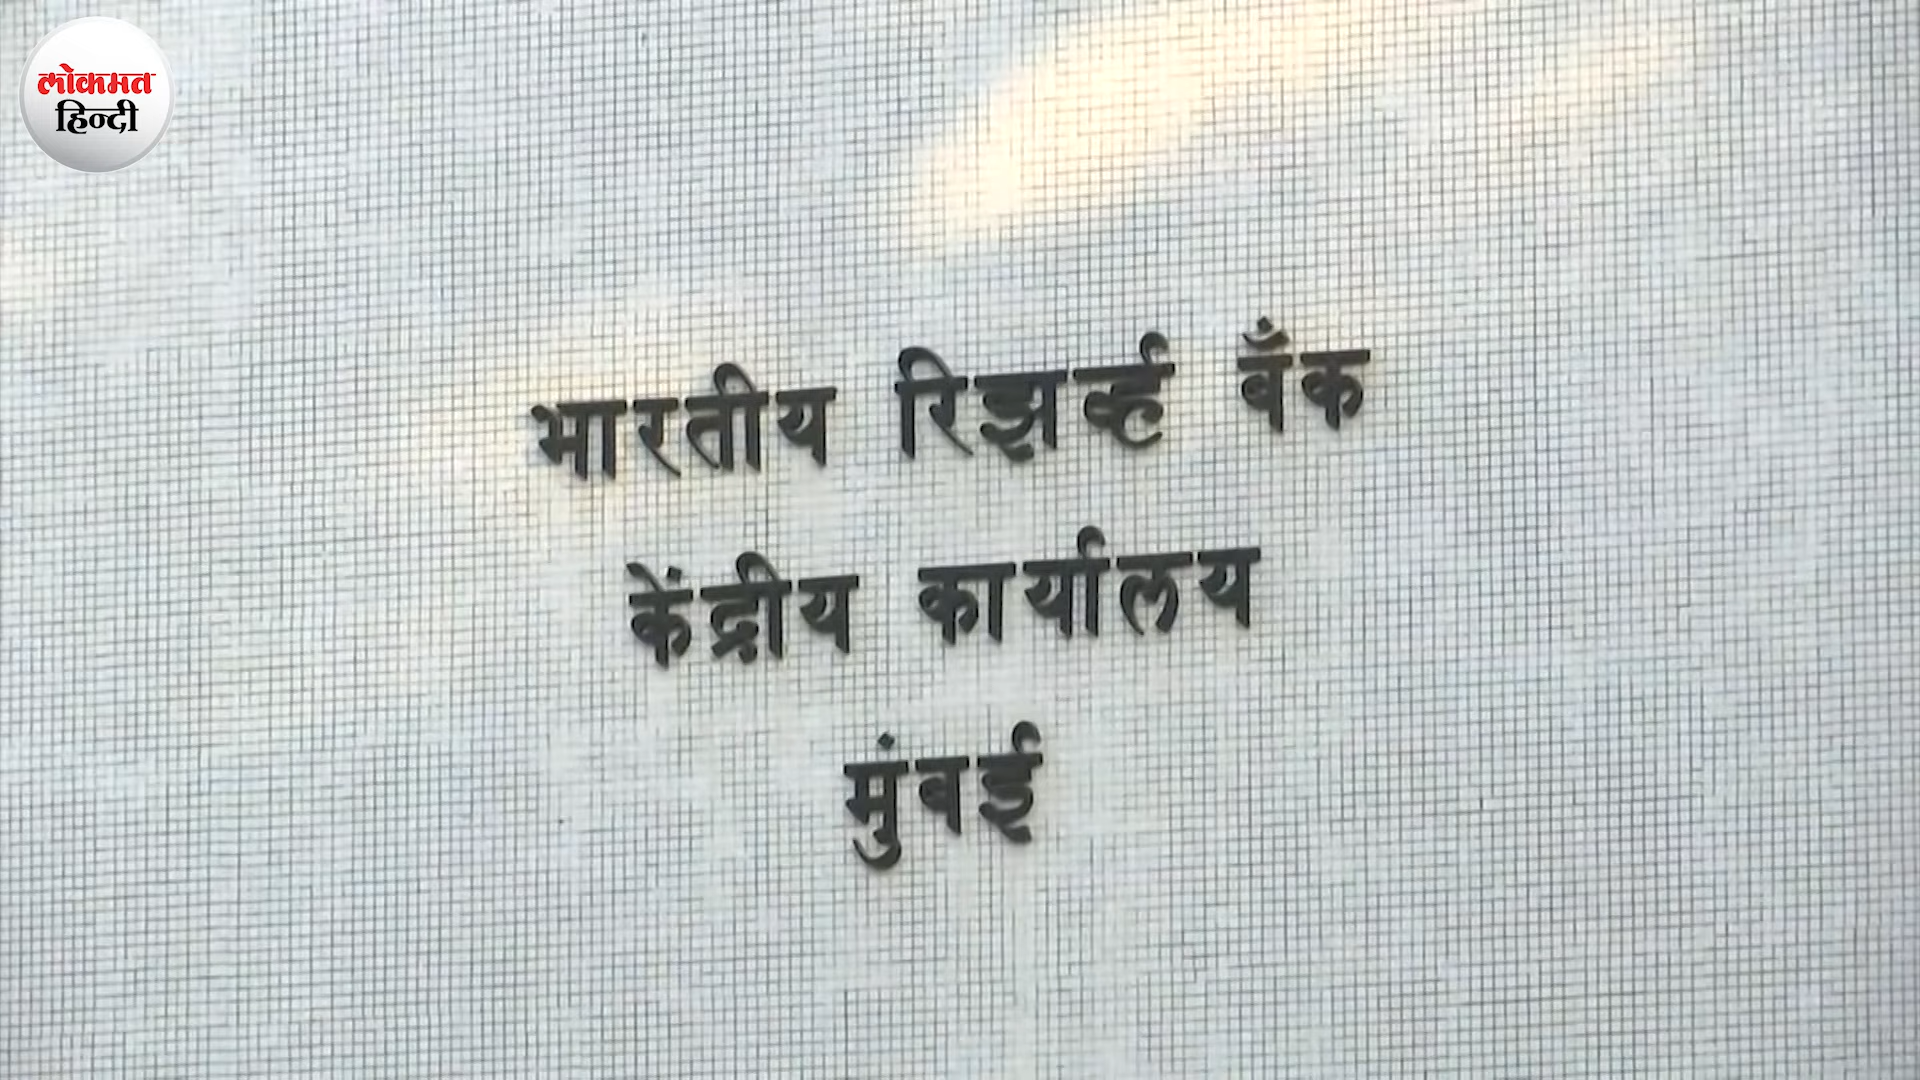 लोकमत
हिन्दी
भारतीय रिझर्व्ह बँक
केंद्रीय कार्यालय
मुंबई